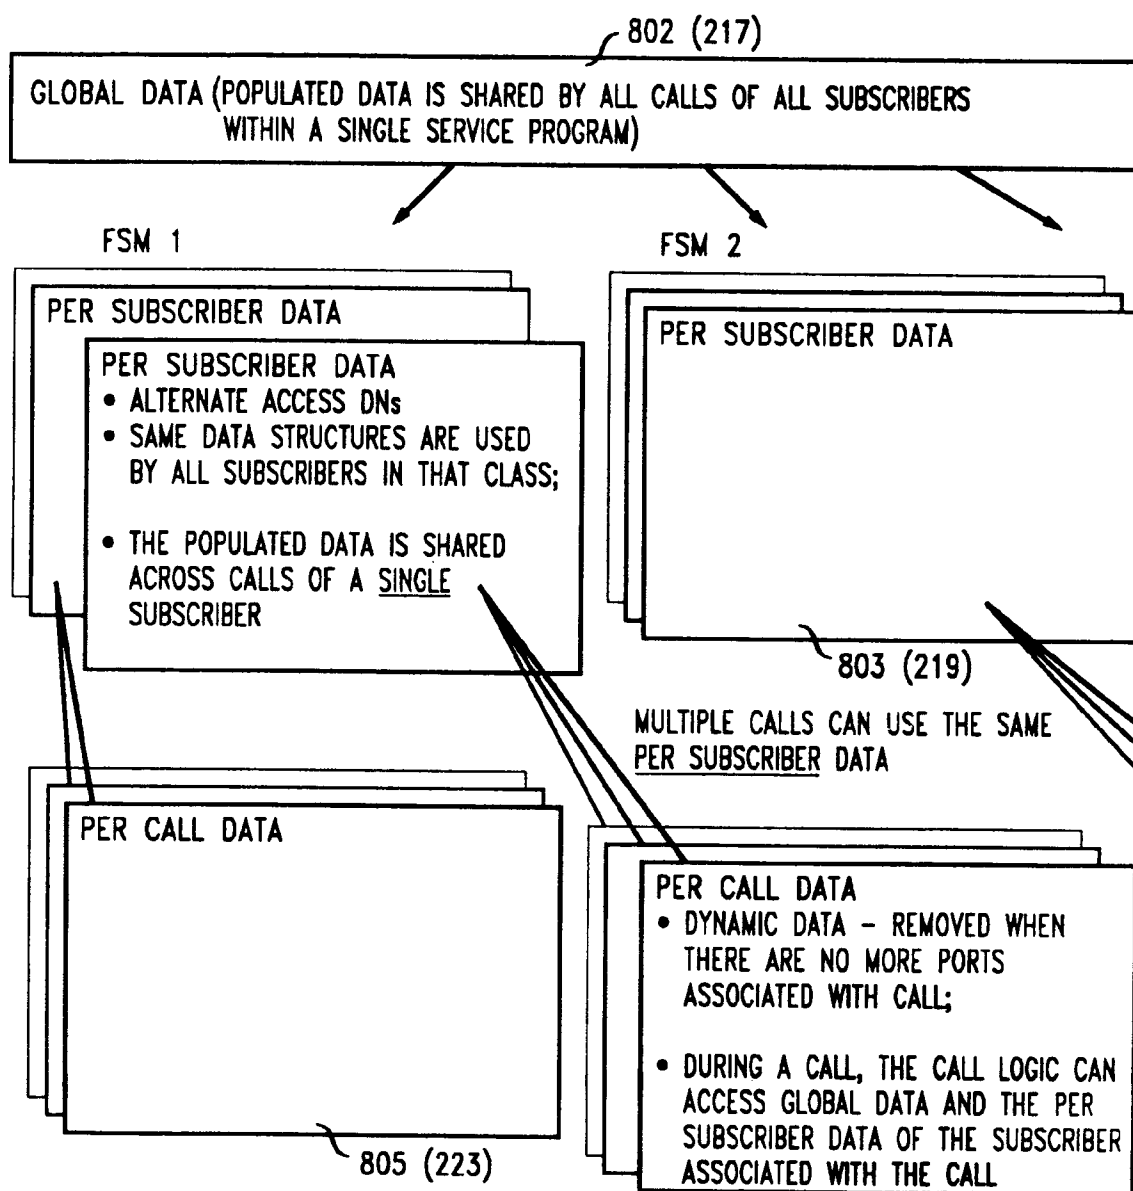 802 (217)
GLOBAL DATA (POPULATED DATA IS SHARED BY ALL CALLS OF ALL SUBSCRIBERS
WITHIN A SINGLE SERVICE PROGRAM)
FSM 1
FSM 2
PER SUBSCRIBER DATA
PER SUBSCRIBER DATA
• ALTERNATE ACCESS DNs
• SAME DATA STRUCTURES ARE USED
BY ALL SUBSCRIBERS IN THAT CLASS;
• THE POPULATED DATA IS SHARED
ACROSS CALLS OF A SINGLE
SUBSCRIBER
PER SUBSCRIBER DATA
803 (219)
MULTIPLE CALLS CAN USE THE SAME
PER SUBSCRIBER DATA
PER CALL DATA
805 (223)
PER CALL DATA
• DYNAMIC DATA – REMOVED WHEN
THERE ARE NO MORE PORTS
ASSOCIATED WITH CALL;
• DURING A CALL, THE CALL LOGIC CAN
ACCESS GLOBAL DATA AND THE PER
SUBSCRIBER DATA OF THE SUBSCRIBER
ASSOCIATED WITH THE CALL